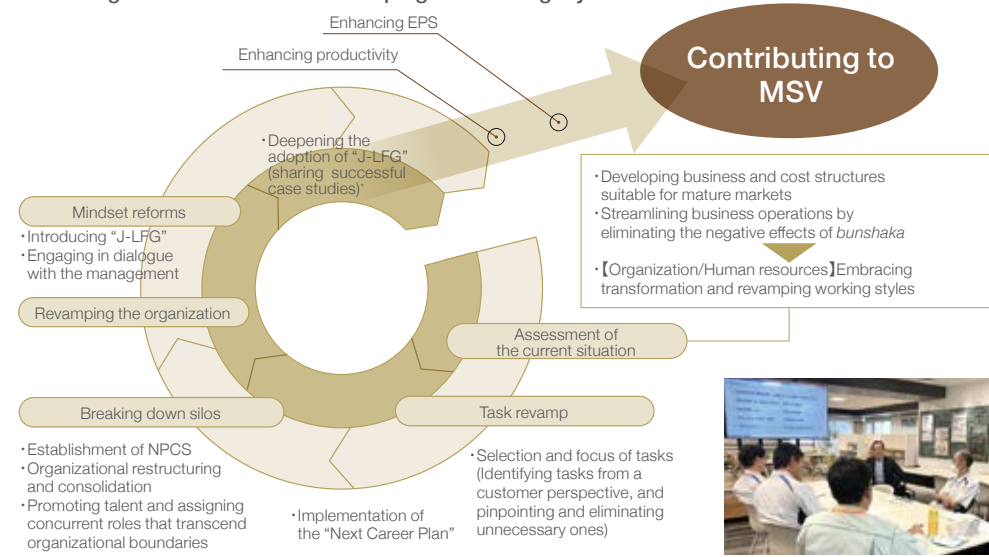 Enhancing EPS
Enhancing productivity
Contributing to
MSV
・Deepening the
adoption of “J-LFG”
(sharing successful
case studies)*
・Developing business and cost structures
suitable for mature markets
・Streamlining business operations by
eliminating the negative effects of bunshaka
・【Organization/Human resources】Embracing
transformation and revamping working styles
Mindset reforms
・Introducing “J-LFG”
・Engaging in dialogue
with the management
Revamping the organization
Assessment of
the current situation
Breaking down silos
・Establishment of NPCS
・Organizational restructuring
and consolidation
・Promoting talent and assigning
concurrent roles that transcend
organizational boundaries
Task revamp
・Selection and focus of tasks
(Identifying tasks from a
customer perspective, and
pinpointing and eliminating
unnecessary ones)
・Implementation of
the “Next Career Plan”